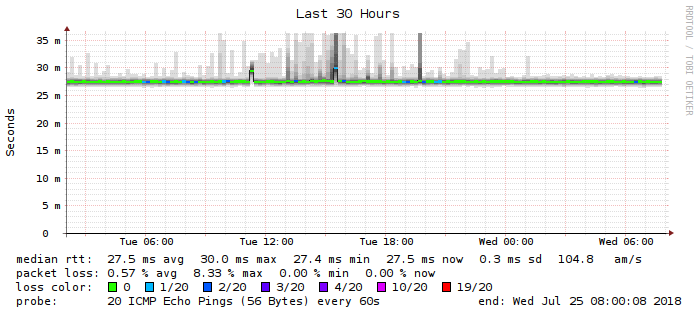 Last 30 Hours
RRDTOOL / TOBI OETIKER
Seconds
35 m
30 m
25 m
20 m
15 m
10 m
5 m
0
Tue 06:00 Tue 12:00 Tue 18:00 Wed 00:00 Wed 06:00
median rtt: 27.5 ms avg 30.0 ms max 27.4 ms min 27.5 ms now 0.3 ms sd 104.8 am/s
packet loss: 0.57 % avg 8.33 % max 0.00 % min 0.00 % now
loss color: 0 1/20 2/20 3/20 4/20 10/20 19/20
probe: 20 ICMP Echo Pings (56 Bytes) every 60s end: Wed Jul 25 08:00:08 2018